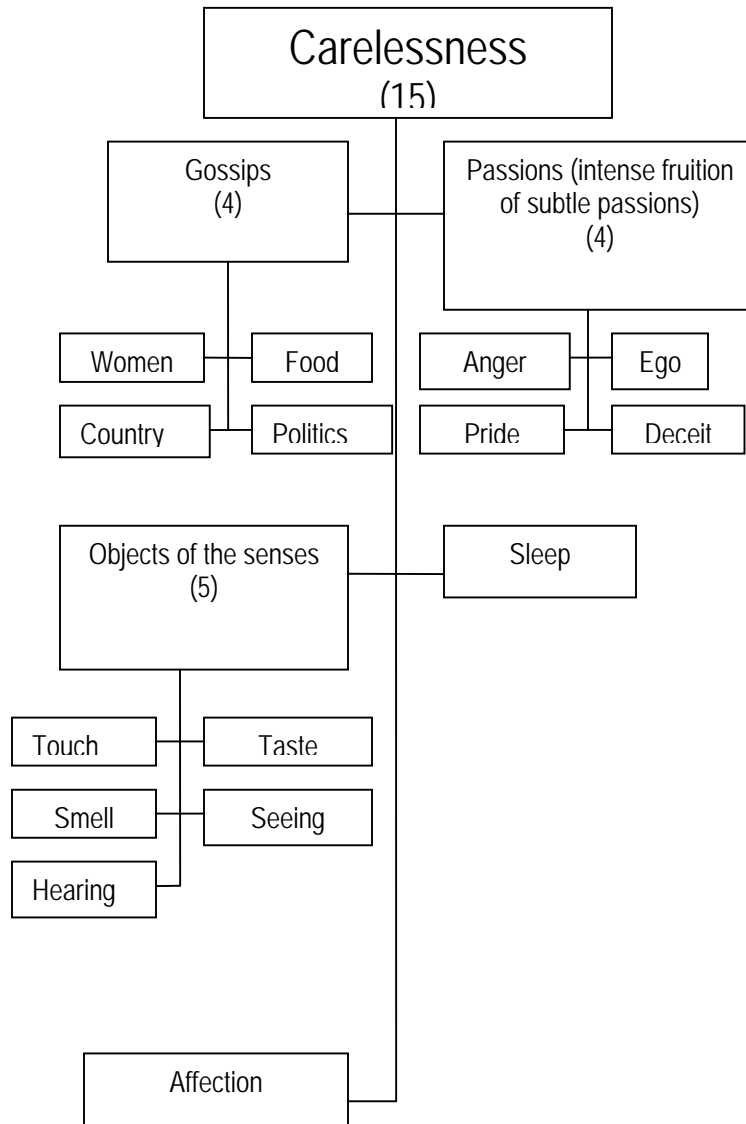 Carelessness
(15)
Gossips
(4)
Passions (intense fruition
of subtle passions)
(4)
Women
Food
Anger
Ego
Country
Politics
Pride
Deceit
Objects of the senses
(5)
Sleep
Touch
Taste
Smell
Seeing
Hearing
Affection